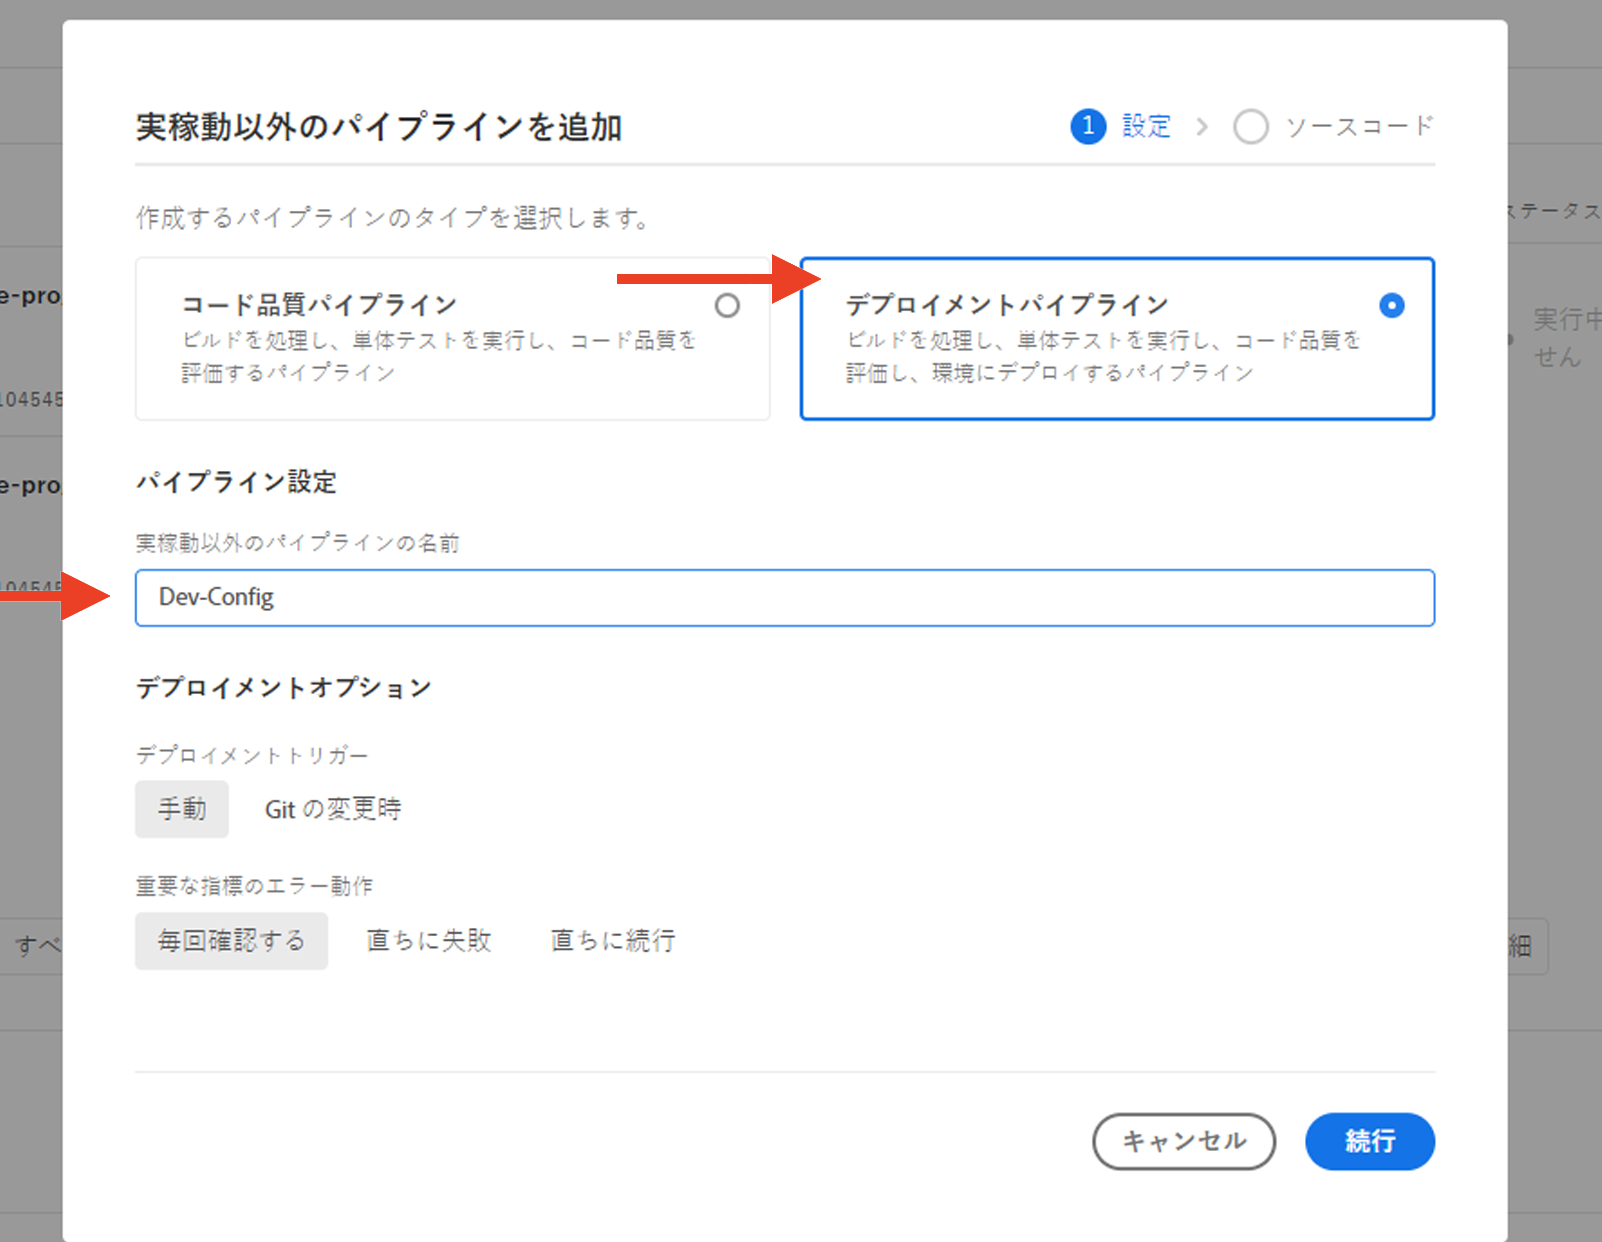 実稼動以外のパイプラインを追加
1 設定 ソースコード
作成するパイプラインのタイプを選択します。
コード品質パイプライン
ビルドを処理し、単体テストを実行し、コード品質を
評価するパイプライン
デプロイメントパイプライン
ビルドを処理し、単体テストを実行し、コード品質を
評価し、環境にデプロイするパイプライン
パイプライン設定
実稼動以外のパイプラインの名前
Dev-Config
デプロイメントオプション
デプロイメントトリガー
手動 Git の変更時
重要な指標のエラー動作
毎回確認する 直ちに失敗 直ちに続行
キャンセル 続行
ステータス
e-pro
実行中
せん
104545
e-pro
すべ
細